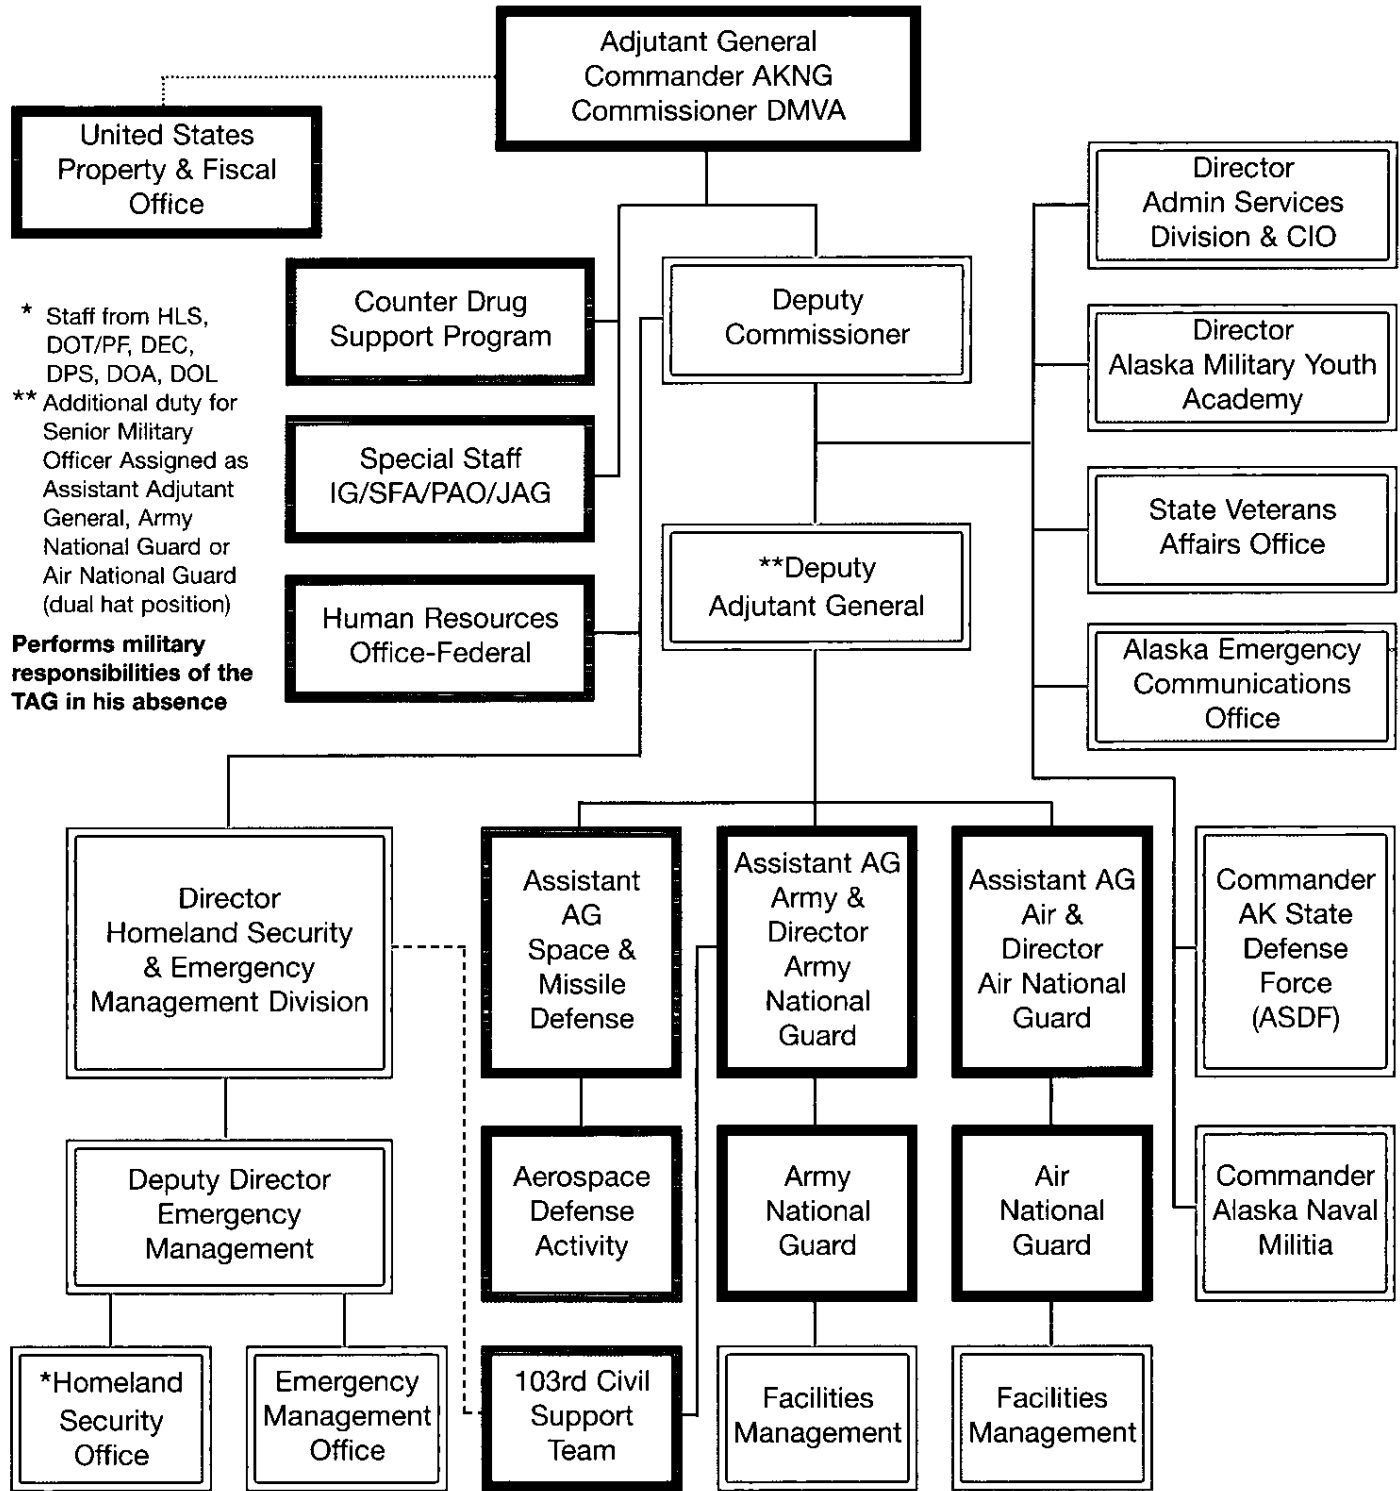 Adjutant General
Commander AKNG
Commissioner DMVA
United States
Property & Fiscal
Office
Director
Admin Services
Division & CIO
Counter Drug
Support Program
Deputy
Commissioner
* Staff from HLS,
DOT/PF, DEC,
DPS, DOA, DOL
** Additional duty for
Senior Military
Officer Assigned as
Assistant Adjutant
General, Army
National Guard or
Air National Guard
(dual hat position)
Performs military
responsibilities of the
TAG in his absence
Director
Alaska Military Youth
Academy
Special Staff
IG/SFA/PAO/JAG
State Veterans
Affairs Office
**Deputy
Adjutant General
Human Resources
Office-Federal
Alaska Emergency
Communications
Office
Director
Homeland Security
& Emergency
Management Division
Assistant
AG
Space &
Missile
Defense
Assistant AG
Army &
Director
Army
National
Guard
Assistant AG
Air &
Director
Air National
Guard
Commander
AK State
Defense
Force
(ASDF)
Deputy Director
Emergency
Management
Aerospace
Defense
Activity
Army
National
Guard
Air
National
Guard
Commander
Alaska Naval
Militia
*Homeland
Security
Office
Emergency
Management
Office
103rd Civil
Support
Team
Facilities
Management
Facilities
Management